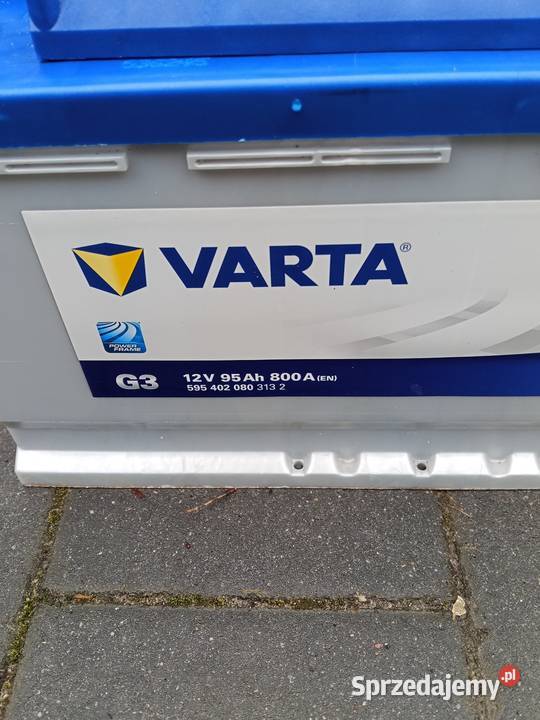 VARTA®
POWER
FRAME
G3 12V 95Ah 800A (EN)
595 402 080 313 2
Sprzedajemy.pl